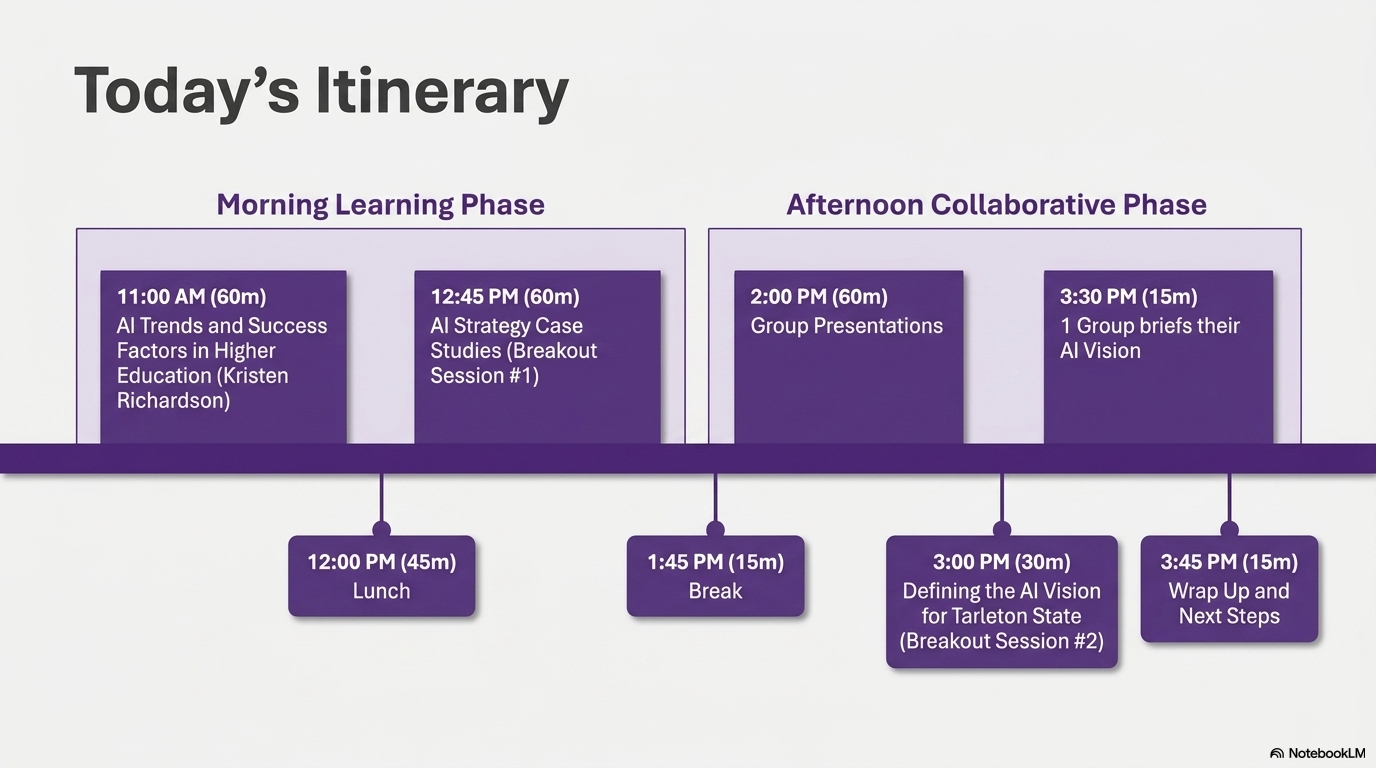 Today's Itinerary
Morning Learning Phase
11:00 AM (60m)
AI Trends and Success
Factors in Higher
Education (Kristen
Richardson)
12:45 PM (60m)
AI Strategy Case
Studies (Breakout
Session #1)
Afternoon Collaborative Phase
2:00 PM (60m)
Group Presentations
3:30 PM (15m)
1 Group briefs their
AI Vision
12:00 PM (45m)
Lunch
1:45 PM (15m)
Break
3:00 PM (30m)
Defining the AI Vision
for Tarleton State
(Breakout Session #2)
3:45 PM (15m)
Wrap Up and
Next Steps
NotebookLM